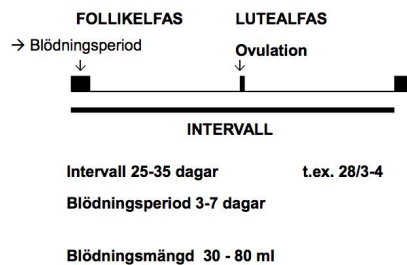 FOLLIKELFAS LUTEALFAS
→ Blödningsperiod Ovulation
INTERVALL
Intervall 25-35 dagar t.ex. 28/3-4
Blödningsperiod 3-7 dagar
Blödningsmängd 30 - 80 ml